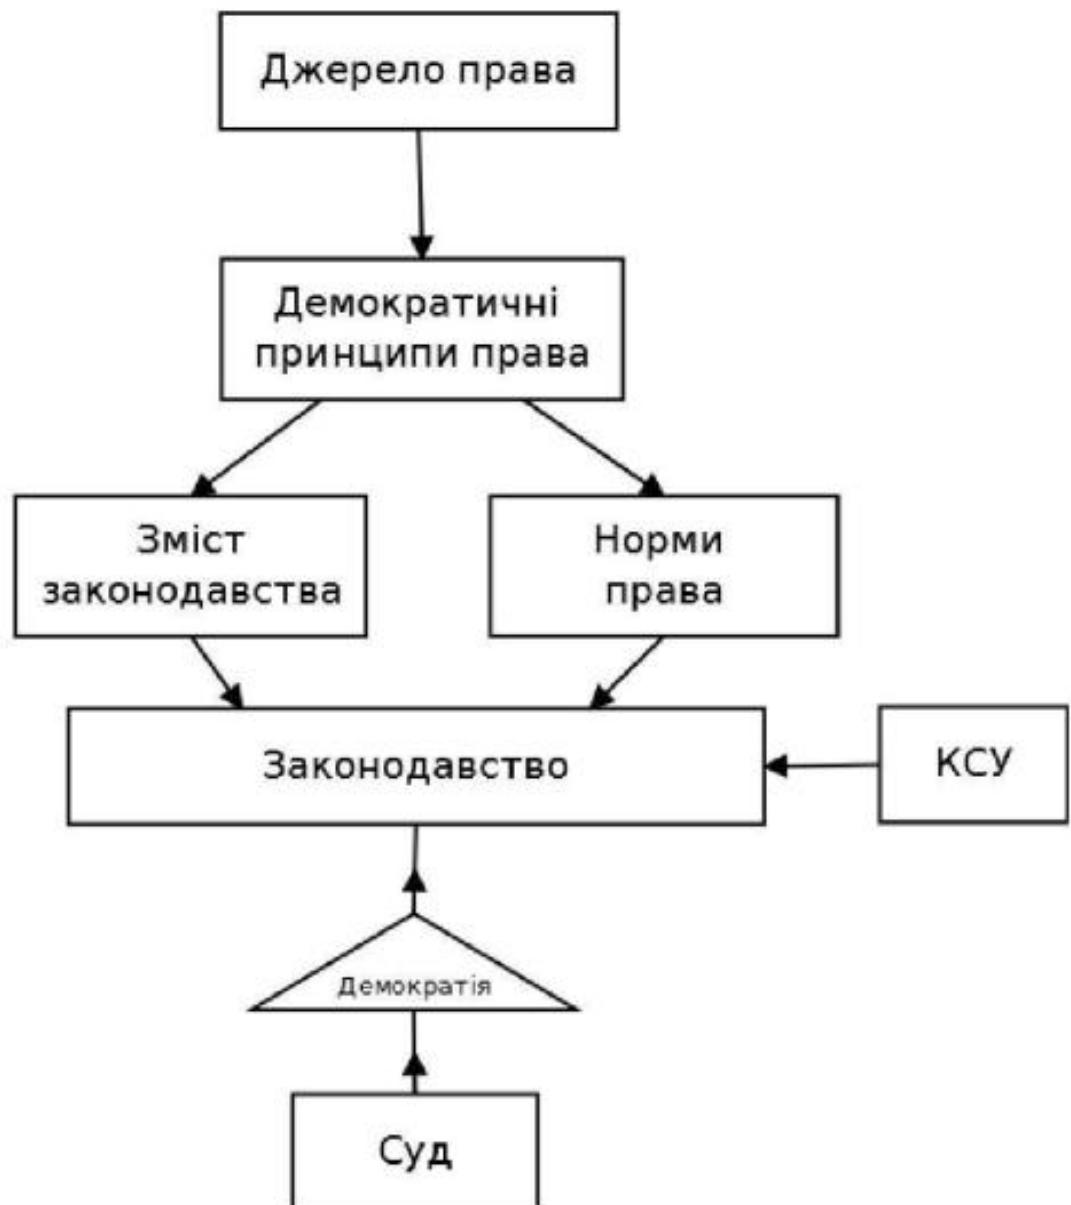 Джерело права
Демократичні
принципи права
Зміст
законодавства
Норми
права
Законодавство
КСУ
Демократія
Суд